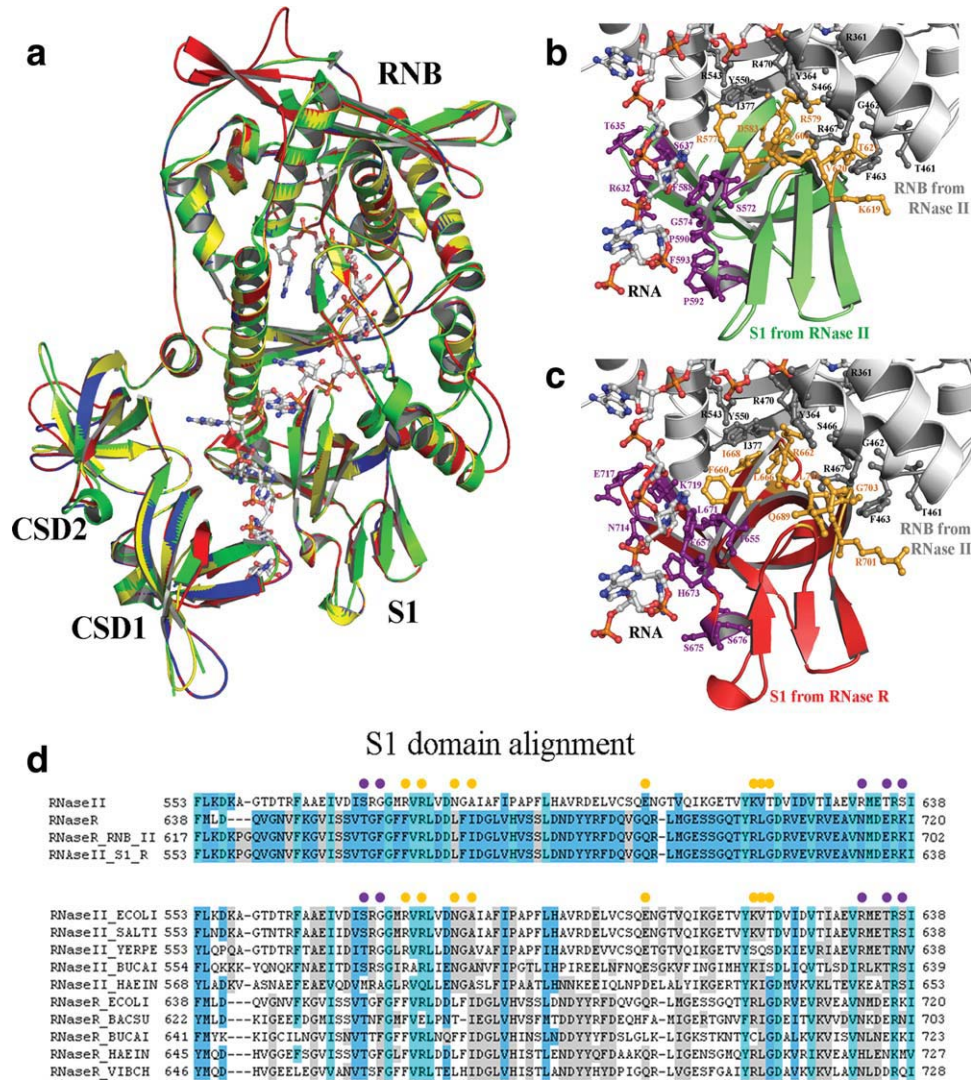 a
RNB
CSD2
CSD1
S1
b
R361
R470
R543
Y364
Y550
S466
I377
G462
R579
T635
R577
D583
S637
R467
T461
F588
F463
R632
S572
K619
RNB from
RNase II
G574
P590
F593
RNA
P592
S1 from RNase II
c
R361
R470
R543
Y364
Y550
S466
I377
G462
I668
R662
E717
F660
K719
L666
R467
G703
T461
L671
Q689
F463
N714
RNB from
RNase II
R701
H673
RNA
S676
S675
S1 from RNase R
d
S1 domain alignment
RNaseII 553 FLKDKA-GTDTRFAAEIVDISRGGMRVRLVDNGAIAFIPAPFLHAVRDELVCSQENGTVQIKGETVYKVTDVIDVTIAEVRMETRSI 638
RNaseR 638 FMLD---QVGNVFKGVISSVTGFGFFVRLDDLFIDGLVHVSSLDNDYYRFDQVGQR-LMGESSGQTYRLGDRVEVRVEAVNMDERKI 720
RNaseR_RNB_II 617 FLKDKPGQVGNVFKGVISSVTGFGFFVRLDDLFIDGLVHVSSLDNDYYRFDQVGQR-LMGESSGQTYRLGDRVEVRVEAVNMDERKI 702
RNAseII_S1_R 553 FLKDKPGQVGNVFKGVISSVTGFGFFVRLDDLFIDGLVHVSSLDNDYYRFDQVGQR-LMGESSGQTYRLGDRVEVRVEAVNMDERKI 638
RNaseII_ECOLI 553 FLKDKA-GTDTRFAAEIVDISRGGMRVRLVDNGAIAFIPAPFLHAVRDELVCSQENGTVQIKGETVYKVTDVIDVTIAEVRMETRSI 638
RNaseII_SALTI 553 FLNDKA-GTNTRFAAEIVDISRGGMRVRLVDNGAIAFIPAPFLHAVRDELVCSQENGTVQIKGETVYKVTDVIDVTIAEVRMETRSI 638
RNaseII_YERPE 553 YLQPQA-GTDTRFTAEIIDISRGGMRVRLLDNGAVAFIPAPFLHAVRDEVVCSQETGTVQIKGETVYRQGDIIEVTIAEVRMETRNV 638
RNaseII_BUCAI 554 FLQKKK-YQNQKFNAEITDISRSGIRARLIENGANVFIPGTLIHPIREELNFNQESGKVFINGIMHYKISDLIQVTLSDIRLKTRSI 639
RNaseII_HAEIN 568 YLADKV-ASNAEFEAEVQDVMRAGLRVQLLENGASLFIPAATLHNNKEEIQLNPDELALYIKGERTYKIGDMVKVKLTEVKEATRSI 653
RNaseR_ECOLI 638 FMLD---QVGNVFKGVISSVTGFGFFVRLDDLFIDGLVHVSSLDNDYYRFDQVGQR-LMGESSGQTYRLGDRVEVRVEAVNMDERKI 720
RNaseR_BACSU 622 YMMD---KIGEEFDGMISSVTNFGMFVELPNT-IEGLVHVSFMTDDYYRFDEQHFA-MIGERTGNVFRIGDEITVKVVDVNKDERNI 703
RNaseR_BUCAI 641 FMYK---KIGCILNGVISNVTSFGFFVRLNQFFIDGLVHINSLNDDYYYFDSLGLK-LIGKSTKNTYCLGDALKVKVISVNLNEKKI 723
RNaseR_HAEIN 645 YMQD---HVGGEFSGVISSVTGFGFFVRLTDLHIDGLVHISTLENDYYQFDAAKQR-LIGENSGMQYRLGDAVKVKVEAVHLEQKMV 727
RNaseR_VIBCH 646 YMQD---HVGEELEGVVANVTSFGFFVRLTELHIDGLVHISTLANDYYHYDPIGQR-LVGESFGAIYRLGDAVKVKVLAVNLDDRQI 728